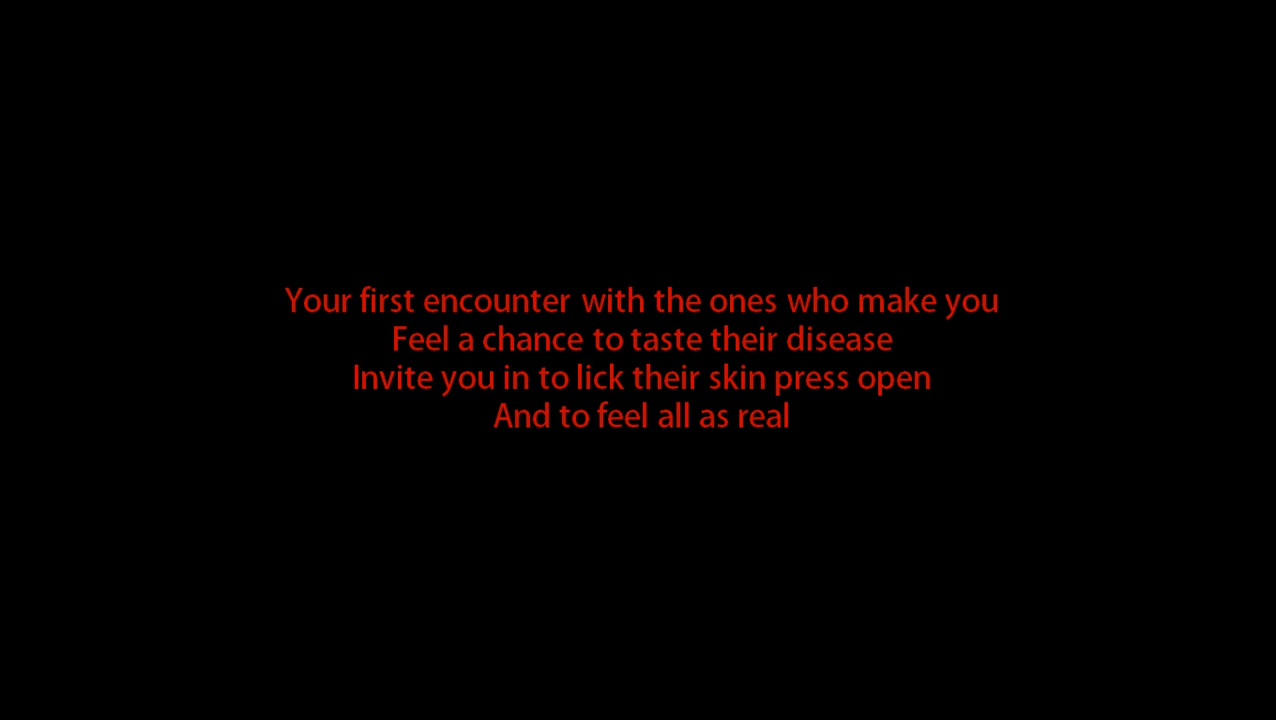 Your first encounter with the ones who make you
Feel a chance to taste their disease
Invite you in to lick their skin press open
And to feel all as real